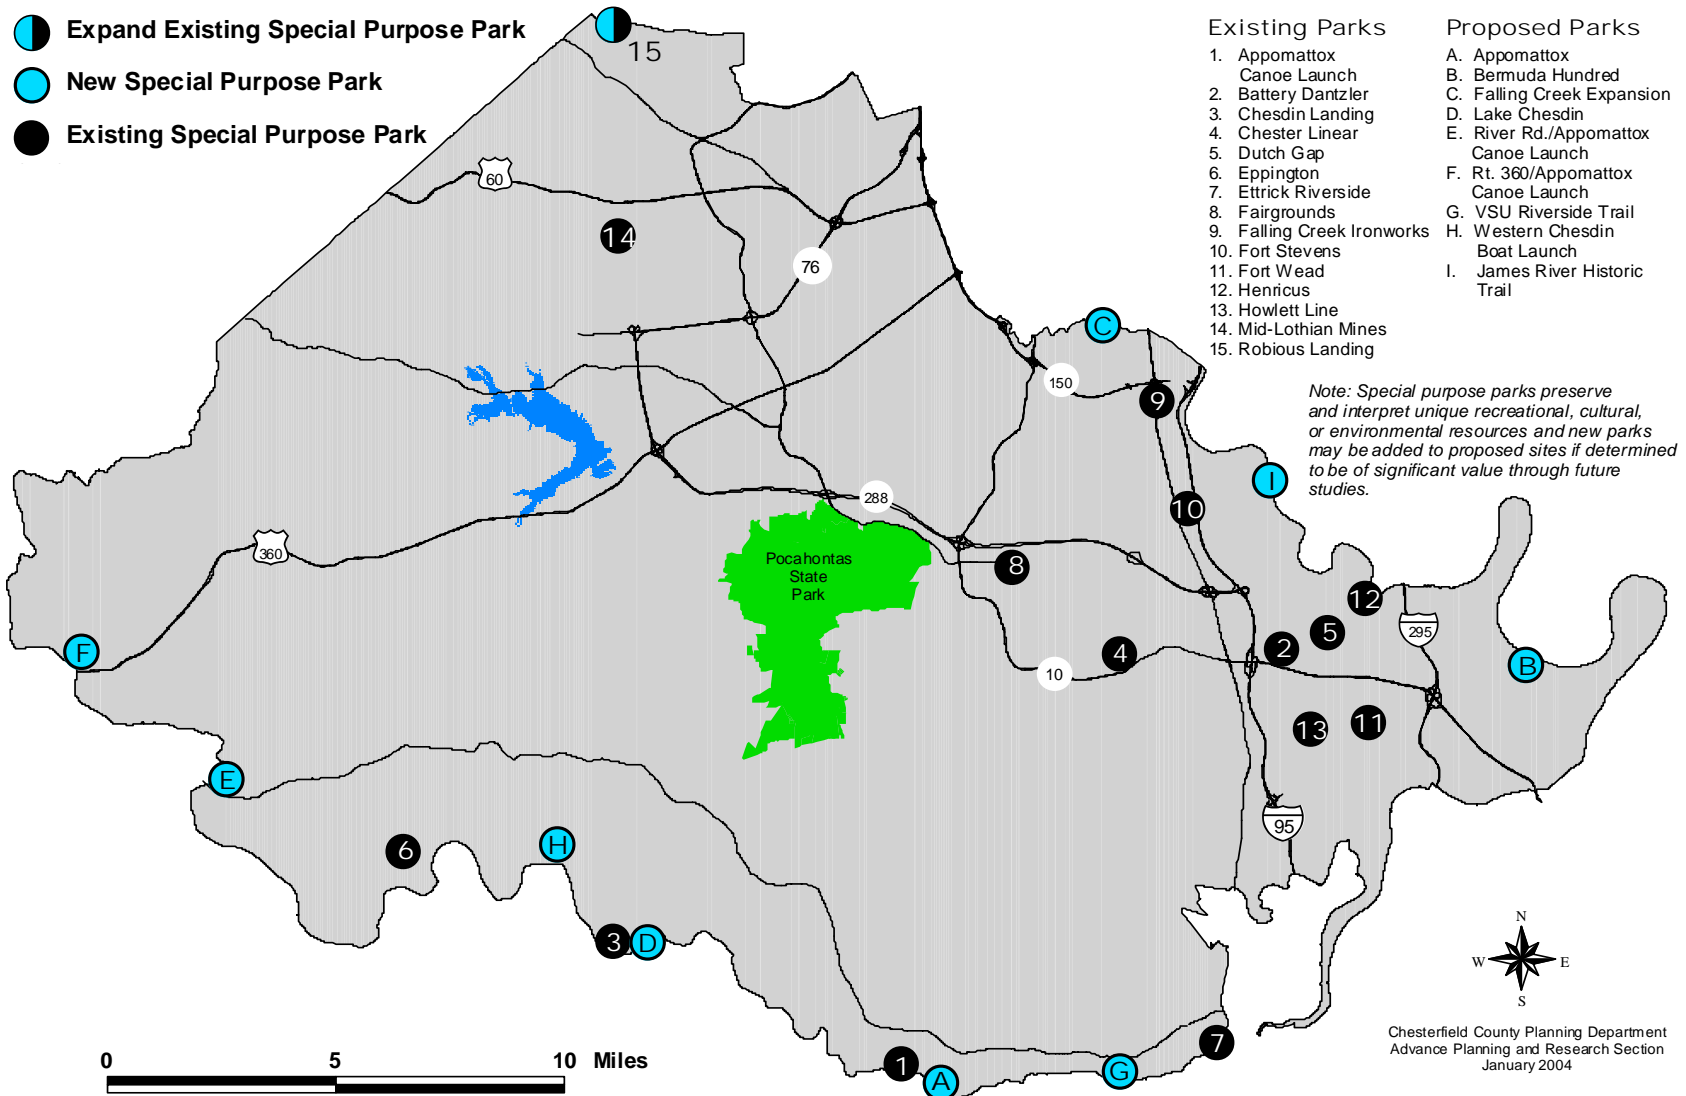 Expand Existing Special Purpose Park
New Special Purpose Park
Existing Special Purpose Park
Existing Parks
1. Appomattox
Canoe Launch
2. Battery Dantzler
3. Chesdin Landing
4. Chester Linear
5. Dutch Gap
6. Eppington
7. Ettrick Riverside
8. Fairgrounds
9. Falling Creek Ironworks
10. Fort Stevens
11. Fort Wead
12. Henricus
13. Howlett Line
14. Mid-Lothian Mines
15. Robious Landing
Proposed Parks
A. Appomattox
B. Bermuda Hundred
C. Falling Creek Expansion
D. Lake Chesdin
E. River Rd./Appomattox
Canoe Launch
F. Rt. 360/Appomattox
Canoe Launch
G. VSU Riverside Trail
H. Western Chesdin
Boat Launch
I. James River Historic
Trail
Note: Special purpose parks preserve
and interpret unique recreational, cultural,
or environmental resources and new parks
may be added to proposed sites if determined
to be of significant value through future
studies.
15
60
14
76
C
150
9
I
288
10
360
Pocahontas
State
Park
8
12
295
5
2
F
4
B
10
13
11
E
95
6
H
3
D
1
A
G
7
N
W
E
S
0
5
10
Miles
Chesterfield County Planning Department
Advance Planning and Research Section
January 2004